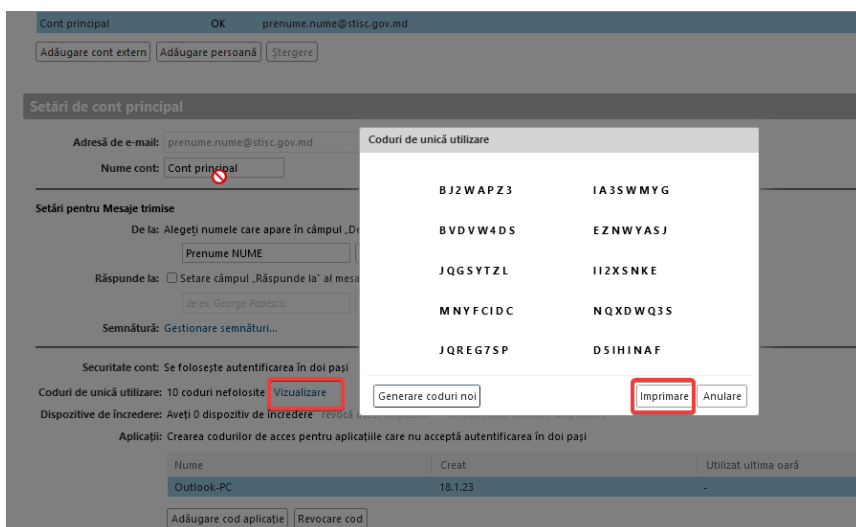 Cont principal OK prenume.nume@stisc.gov.md
Adăugare cont extern Adăugare persoană Ștergere
Setări de cont principal
Adresă de e-mail: prenume.nume@stisc.gov.md
Nume cont: Cont principal
Setări pentru Mesaje trimise
De la: Alegeți numele care apare în câmpul „De
Prenume NUME
Răspunde la: Setare câmpul „Răspunde la” al mesa
de ex. George Popescu
Semnătură: Gestionare semnături...
Securitate cont: Se folosește autentificarea în doi pași
Coduri de unică utilizare: 10 coduri nefolosite Vizualizare
Dispozitive de încredere: Aveți 0 dispozitiv de încredere revocă
Aplicații: Crearea codurilor de acces pentru aplicațiile care nu acceptă autentificarea în doi pași
Nume Creat Utilizat ultima oară
Outlook-PC 18.1.23 -
Adăugare cod aplicație Revocare cod
Coduri de unică utilizare
BJ2WAPZ3 IA3SWMYG
BVDVW4DS EZNWYASJ
JQGSYTZL II2XSNKE
MNYFCIDC NQXDWQ3S
JQREG7SP D5IHINAF
Generare coduri noi Imprimare Anulare